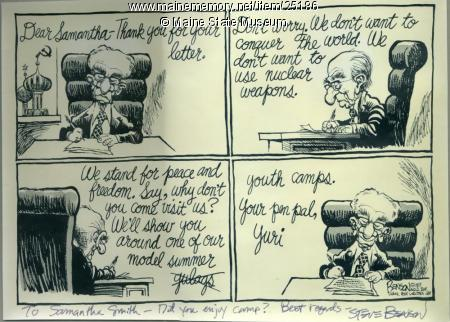 www.mainememory.net/item/25186
© Maine State Museum
Dear Samantha- Thank you for your
letter.
Don't worry. We don't want to
conquer the world. We
don't want to
use nuclear
weapons.
We stand for peace and
freedom. Say, why don't
you come visit us?
We'll show you
around one of our
model summer
gulags
youth camps.
Your pen pal,
Yuri
BENSON
To Samantha Smith – Did you enjoy camp? Best regards – STEVE BENSON